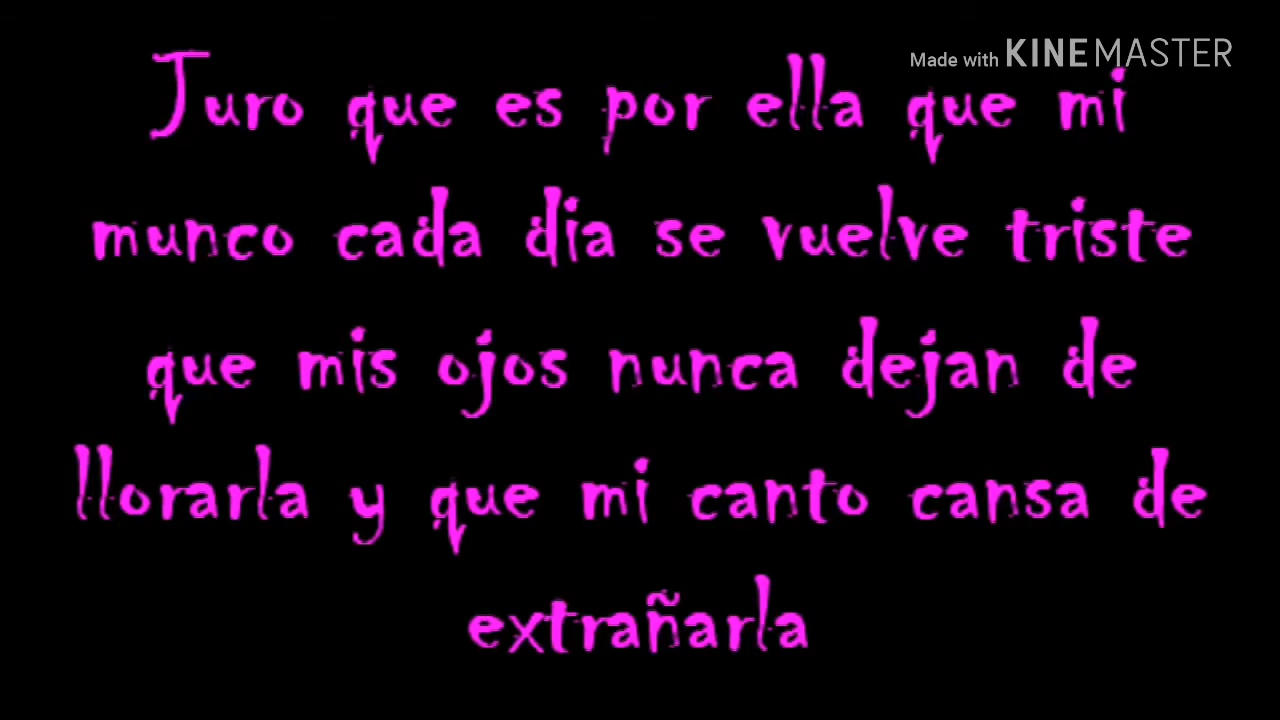 Made with KINEMASTER
Juro que es por ella que mi
munco cada dia se vuelve triste
que mis ojos nunca dejan de
llorarla y que mi canto cansa de
extrañarla